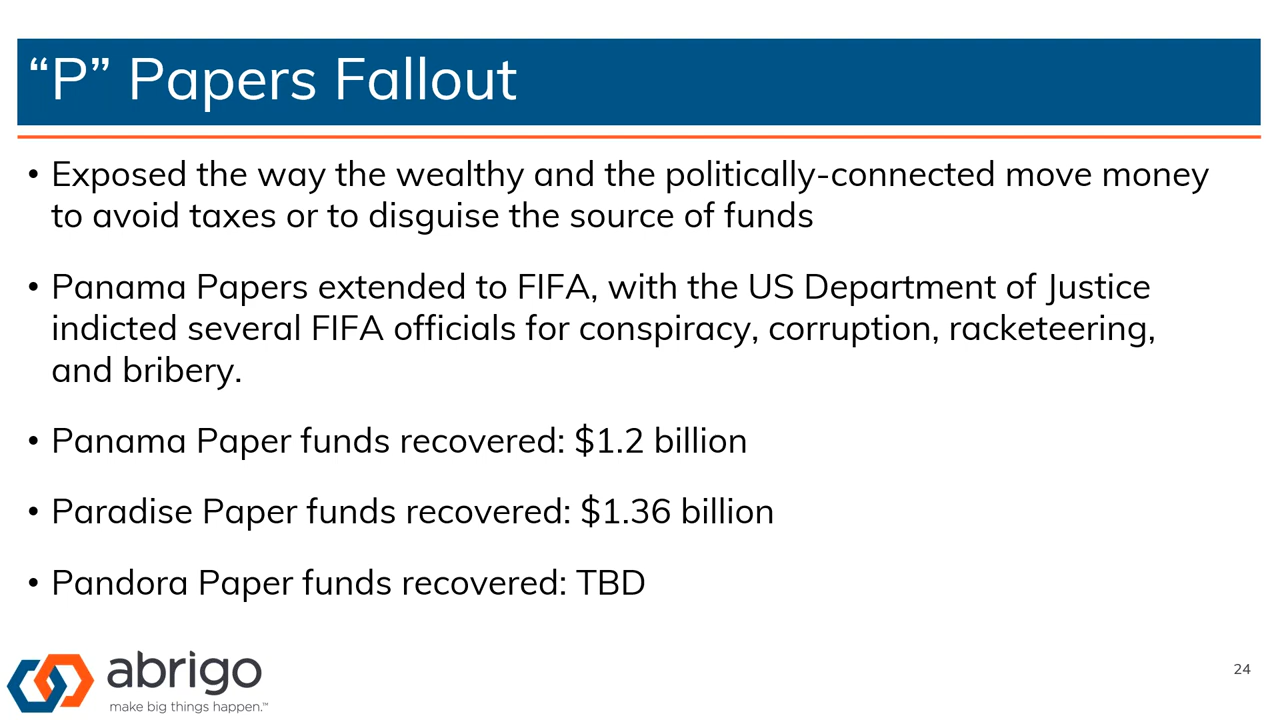 “P” Papers Fallout
• Exposed the way the wealthy and the politically-connected move money
to avoid taxes or to disguise the source of funds
• Panama Papers extended to FIFA, with the US Department of Justice
indicted several FIFA officials for conspiracy, corruption, racketeering,
and bribery.
• Panama Paper funds recovered: $1.2 billion
• Paradise Paper funds recovered: $1.36 billion
• Pandora Paper funds recovered: TBD
abrigo
make big things happen.™
24